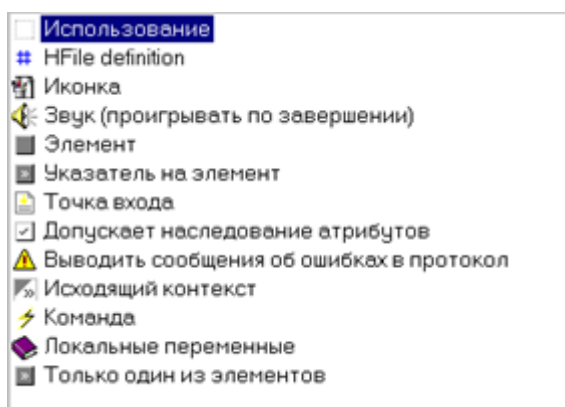 Использование
HFile definition
Иконка
Звук (проигрывать по завершении)
Элемент
Указатель на элемент
Точка входа
Допускает наследование атрибутов
Выводить сообщения об ошибках в протокол
Исходящий контекст
Команда
Локальные переменные
Только один из элементов